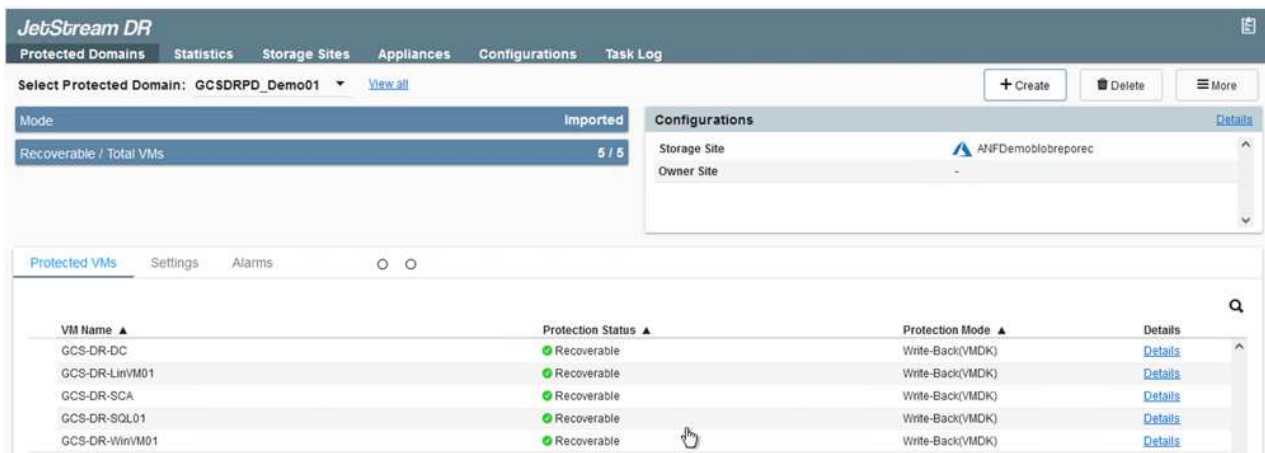 JetStream DR
Protected Domains Statistics Storage Sites Appliances Configurations Task Log
Select Protected Domain: GCSDRPD_Demo01 View all + Create Delete More
Mode Imported
Recoverable / Total VMs 5 / 5
Configurations Details
Storage Site ANFDemoblobreporec
Owner Site -
Protected VMs Settings Alarms
VM Name ▲ Protection Status ▲ Protection Mode ▲ Details
GCS-DR-DC Recoverable Write-Back(VMDK) Details
GCS-DR-LinVM01 Recoverable Write-Back(VMDK) Details
GCS-DR-SCA Recoverable Write-Back(VMDK) Details
GCS-DR-SQL01 Recoverable Write-Back(VMDK) Details
GCS-DR-WinVM01 Recoverable Write-Back(VMDK) Details